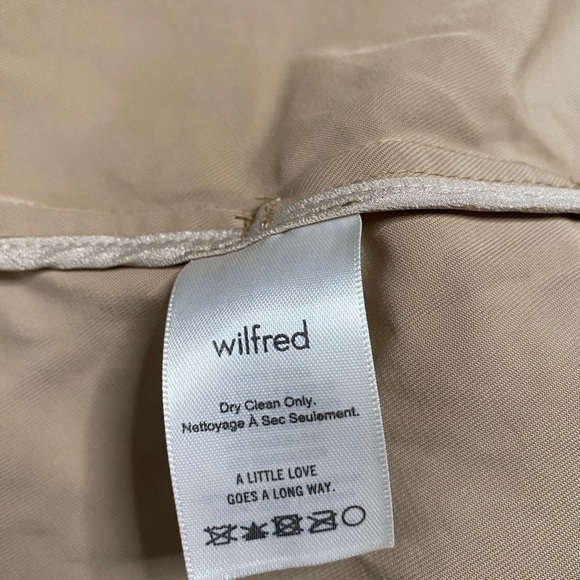 wilfred
Dry Clean Only.
Nettoyage À Sec Seulement.
A LITTLE LOVE
GOES A LONG WAY.